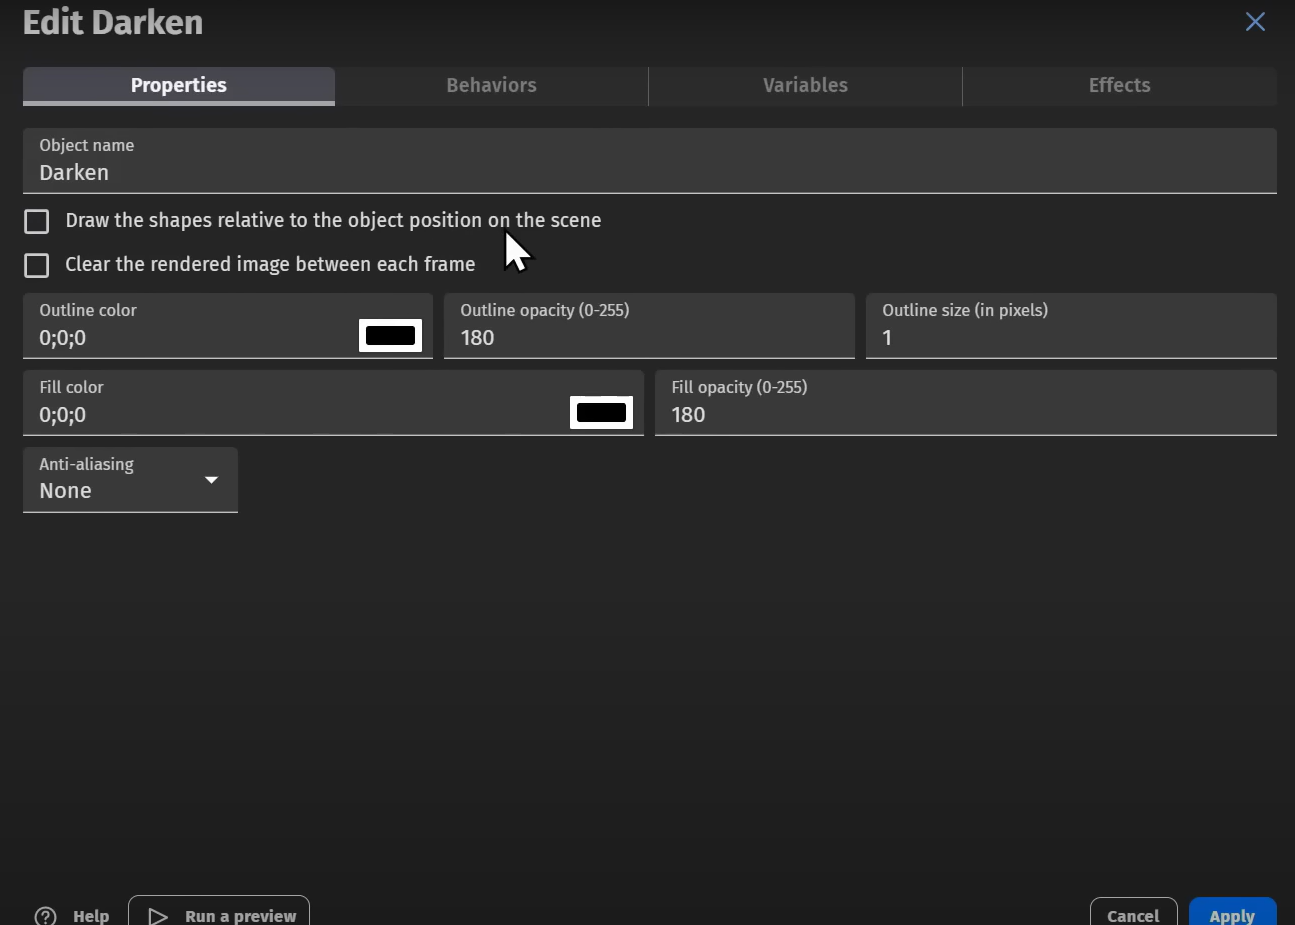 Edit Darken
Properties
Behaviors
Variables
Effects
Object name
Darken
Draw the shapes relative to the object position on the scene
Clear the rendered image between each frame
Outline color
0;0;0
Outline opacity (0-255)
180
Outline size (in pixels)
1
Fill color
0;0;0
Fill opacity (0-255)
180
Anti-aliasing
None
Help
Run a preview
Cancel
Apply